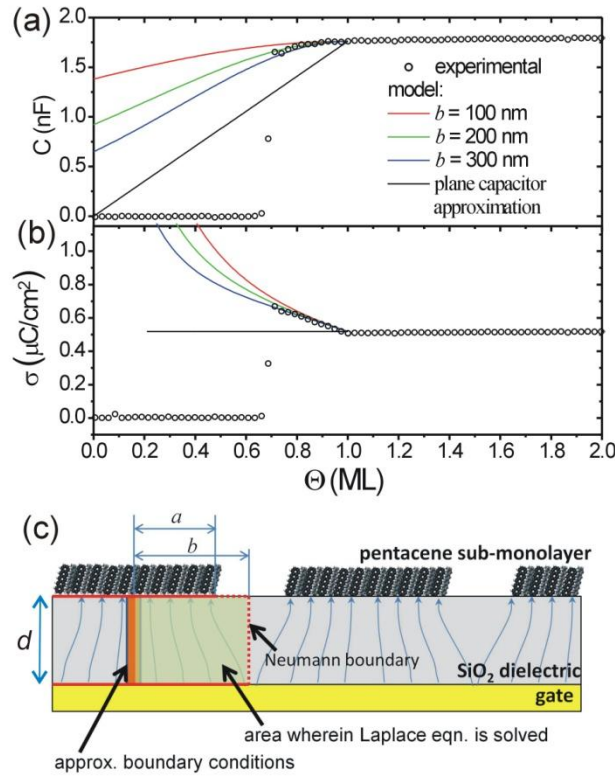 (a)
2.0
1.5
1.0
0.5
0.0
C (nF)
experimental
model:
b = 100 nm
b = 200 nm
b = 300 nm
plane capacitor
approximation
(b)
1.0
0.8
0.6
0.4
0.2
0.0
σ (μC/cm²)
0.0 0.2 0.4 0.6 0.8 1.0 1.2 1.4 1.6 1.8 2.0
Θ (ML)
(c)
a
b
pentacene sub-monolayer
d
Neumann boundary
SiO₂ dielectric
gate
area wherein Laplace eqn. is solved
approx. boundary conditions